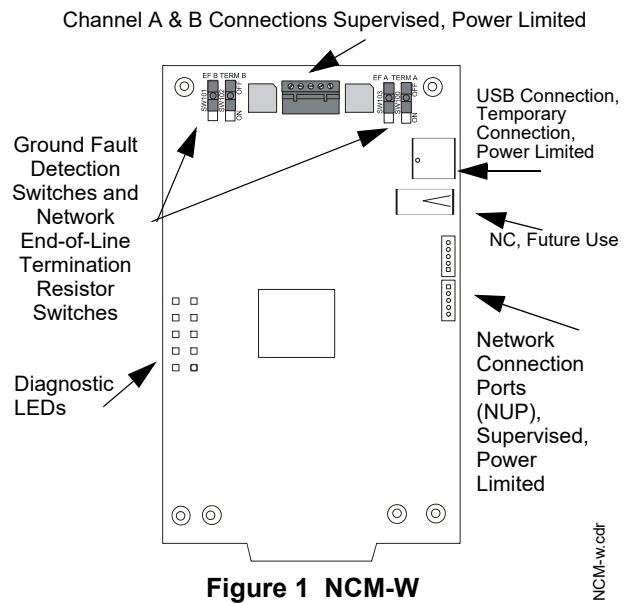 Channel A & B Connections Supervised, Power Limited
EF B TERM B
SW101
SW102
OFF
ON
EF A TERM A
SW103
SW100
OFF
ON
USB Connection,
Temporary
Connection,
Power Limited
Ground Fault
Detection
Switches and
Network
End-of-Line
Termination
Resistor
Switches
NC, Future Use
Diagnostic
LEDs
Network
Connection
Ports
(NUP),
Supervised,
Power
Limited
NCM-w.cdr
Figure 1 NCM-W